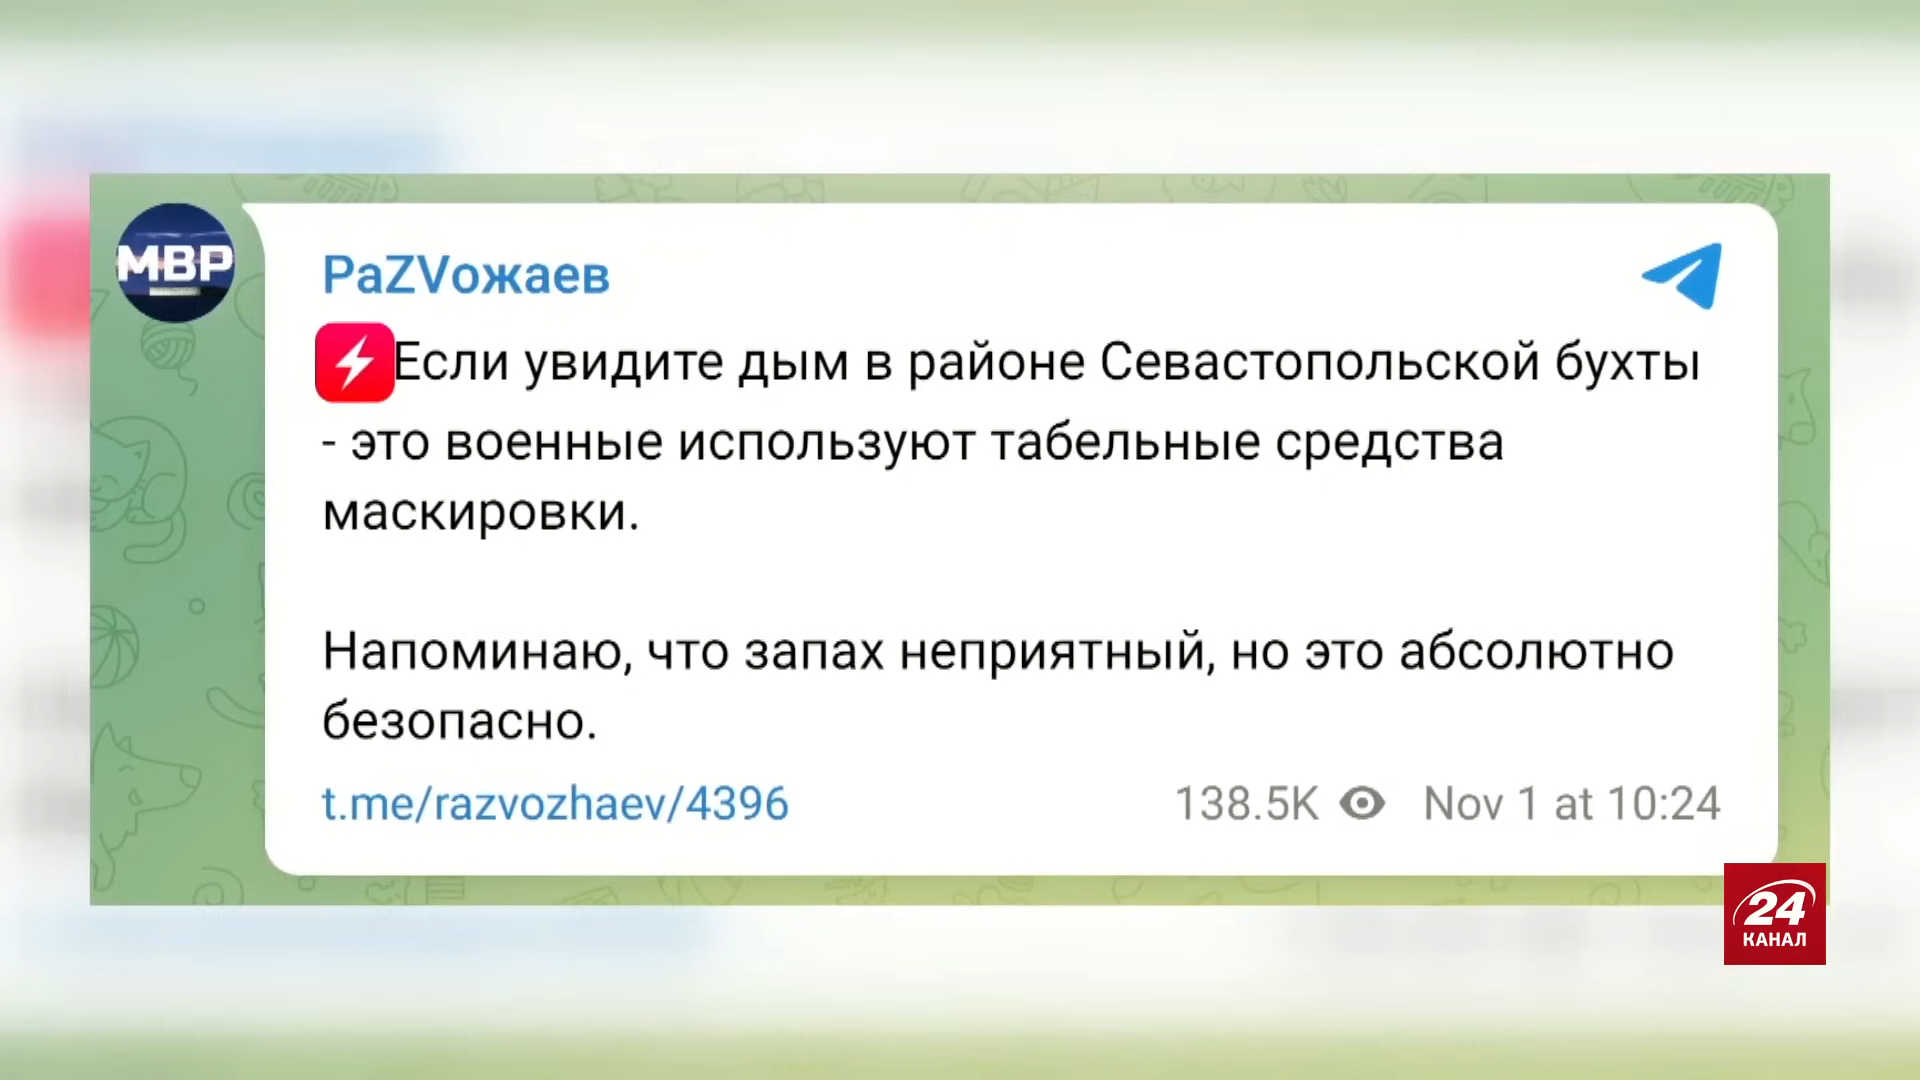 МВР
РаZVожаев
Если увидите дым в районе Севастопольской бухты
- это военные используют табельные средства
маскировки.
Напоминаю, что запах неприятный, но это абсолютно
безопасно.
t.me/razvozhaev/4396 138.5K Nov 1 at 10:24
24
КАНАЛ